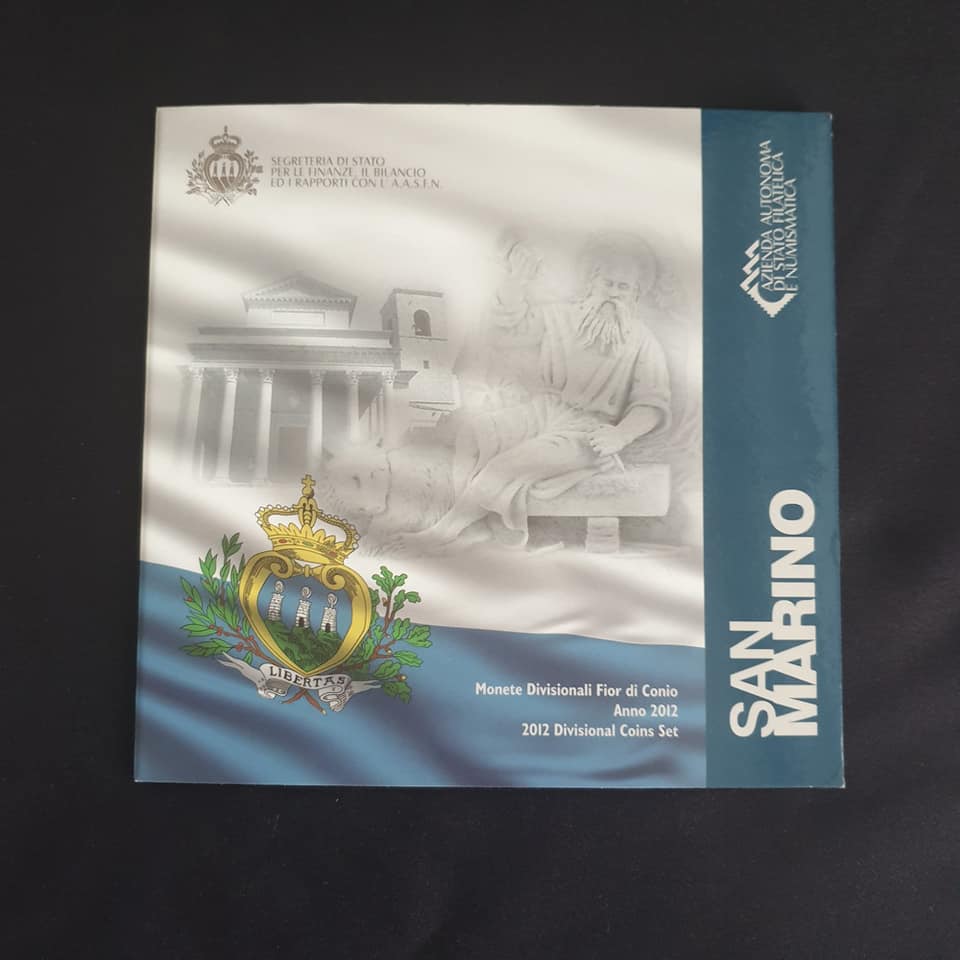 SEGRETERIA DI STATO
PER LE FINANZE, IL BILANCIO
ED I RAPPORTI CON L'A.A.S.F.N.
AZIENDA AUTONOMA
DI STATO FILATELICA
E NUMISMATICA
LIBERTAS
Monete Divisionali Fior di Conio
Anno 2012
2012 Divisional Coins Set
SAN
MARINO